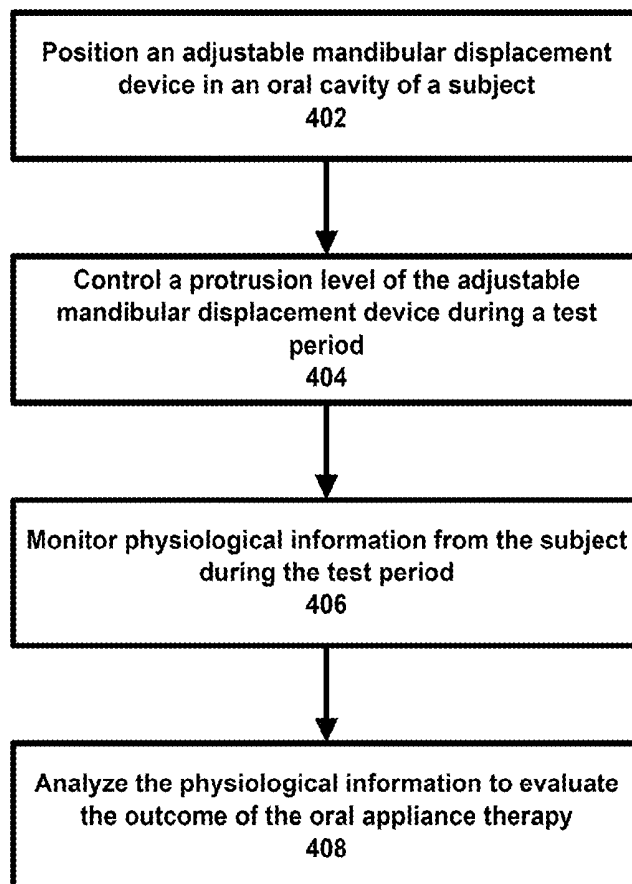 Position an adjustable mandibular displacement
device in an oral cavity of a subject
402
Control a protrusion level of the adjustable
mandibular displacement device during a test
period
404
Monitor physiological information from the subject
during the test period
406
Analyze the physiological information to evaluate
the outcome of the oral appliance therapy
408